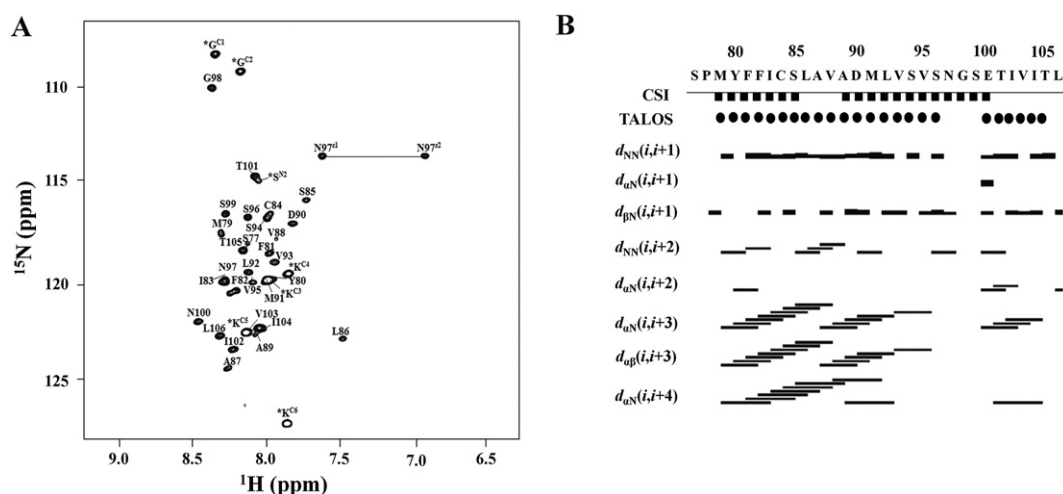 A
B
*G^C1
*G^C2
G98
N97^ε1
N97^ε2
T101
*S^N2
S85
S99
S96
C84
D90
M79
S94
V88
S77
T105
F81
V93
L92
*K^C4
N97
I83
F82
Y80
V95
*K^C3
M91
N100
V103
*K^C5
I104
L106
L86
I102
A89
A87
*
*K^C6
110
115
120
125
¹⁵N (ppm)
9.0 8.5 8.0 7.5 7.0 6.5
¹H (ppm)
80 85 90 95 100 105
S P M Y F F I C S L A V A D M L V S V S N G S E T I V I T L
CSI
TALOS
d_NN(i,i+1)
d_αN(i,i+1)
d_βN(i,i+1)
d_NN(i,i+2)
d_αN(i,i+2)
d_αN(i,i+3)
d_αβ(i,i+3)
d_αN(i,i+4)